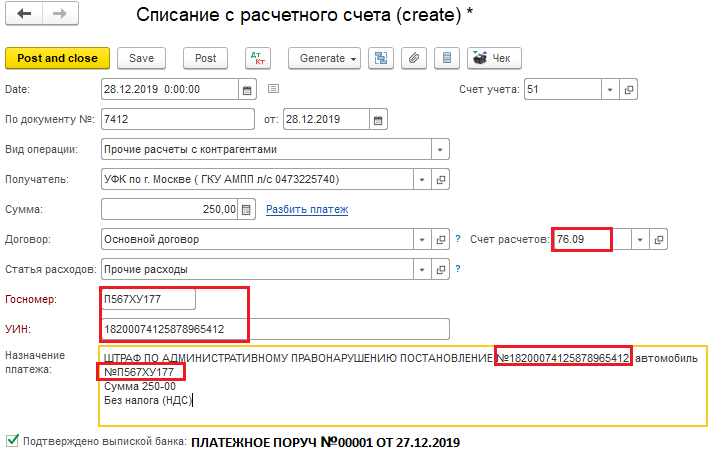 Списание с расчетного счета (create) *
Post and close Save Post Дт Кт Generate Чек
Date: 28.12.2019 0:00:00 Счет учета: 51
По документу №: 7412 от: 28.12.2019
Вид операции: Прочие расчеты с контрагентами
Получатель: УФК по г. Москве ( ГКУ АМПП л/с 0473225740)
Сумма: 250,00 Разбить платеж
Договор: Основной договор ? Счет расчетов: 76.09
Статья расходов: Прочие расходы ?
Госномер: П567ХУ177
УИН: 18200074125878965412
Назначение платежа: ШТРАФ ПО АДМИНИСТРАТИВНОМУ ПРАВОНАРУШЕНИЮ ПОСТАНОВЛЕНИЕ №18200074125878965412 автомобиль
№П567ХУ177
Сумма 250-00
Без налога (НДС)
Подтверждено выпиской банка: ПЛАТЕЖНОЕ ПОРУЧ №00001 ОТ 27.12.2019